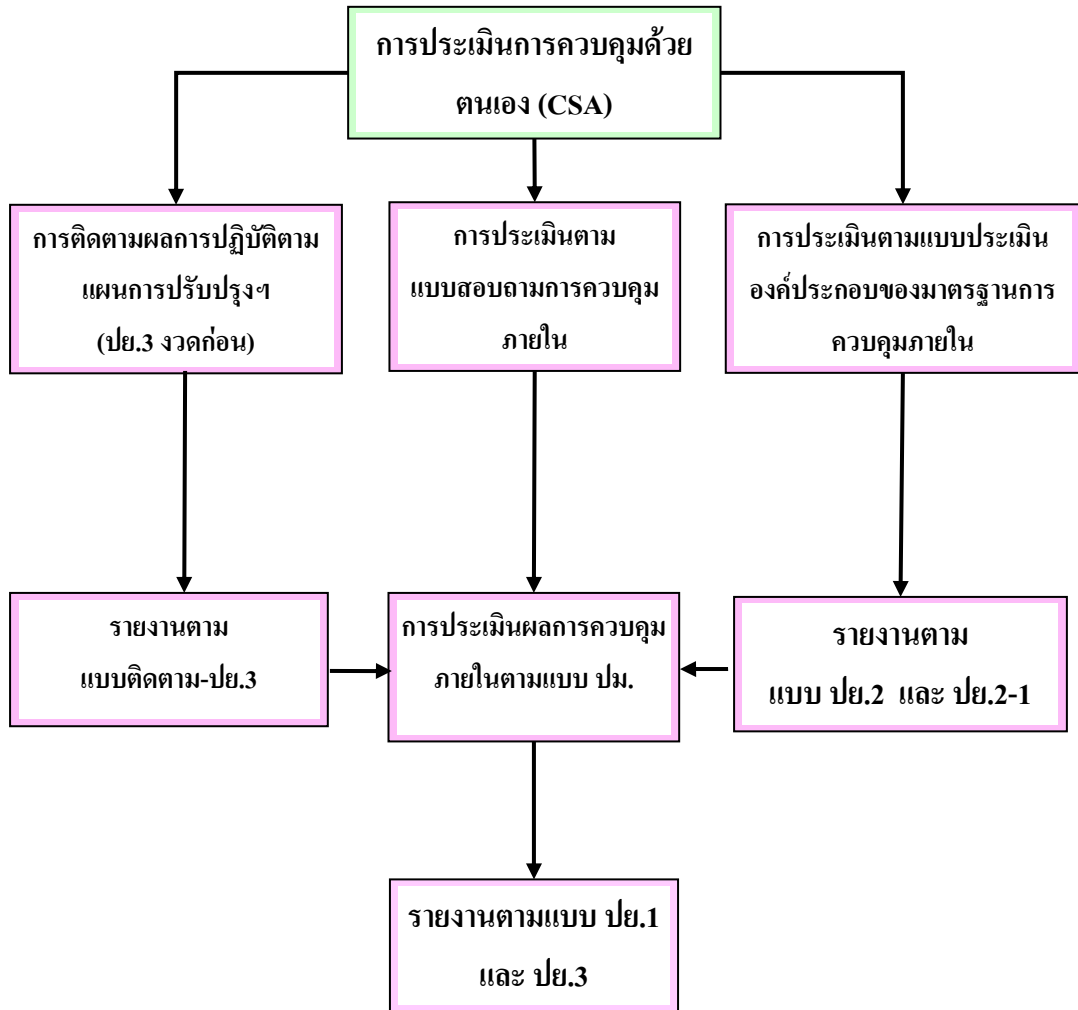 การประเมินการควบคุมด้วย
ตนเอง (CSA)
การติดตามผลการปฏิบัติตาม
แผนการปรับปรุงฯ
(ปย.3 งวดก่อน)
การประเมินตาม
แบบสอบถามการควบคุม
ภายใน
การประเมินตามแบบประเมิน
องค์ประกอบของมาตรฐานการ
ควบคุมภายใน
รายงานตาม
แบบติดตาม-ปย.3
การประเมินผลการควบคุม
ภายในตามแบบ ปม.
รายงานตาม
แบบ ปย.2 และ ปย.2-1
รายงานตามแบบ ปย.1
และ ปย.3